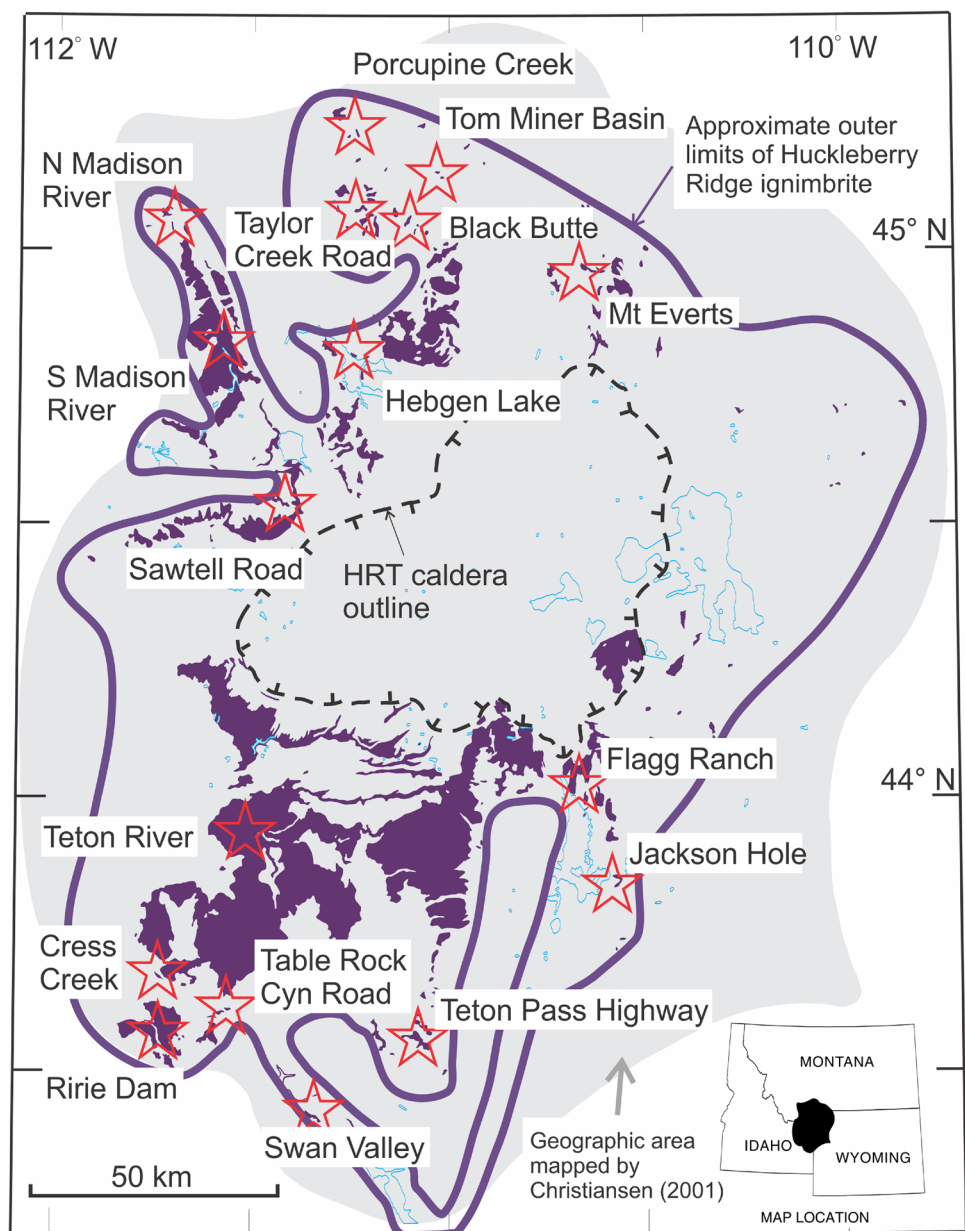 112° W
110° W
Porcupine Creek
Tom Miner Basin
Approximate outer
limits of Huckleberry
Ridge ignimbrite
N Madison
River
Taylor
Creek Road
Black Butte
45° N
Mt Everts
S Madison
River
Hebgen Lake
Sawtell Road
HRT caldera
outline
Flagg Ranch
44° N
Teton River
Jackson Hole
Cress
Creek
Table Rock
Cyn Road
Teton Pass Highway
Ririe Dam
Swan Valley
50 km
Geographic area
mapped by
Christiansen (2001)
MONTANA
IDAHO
WYOMING
MAP LOCATION